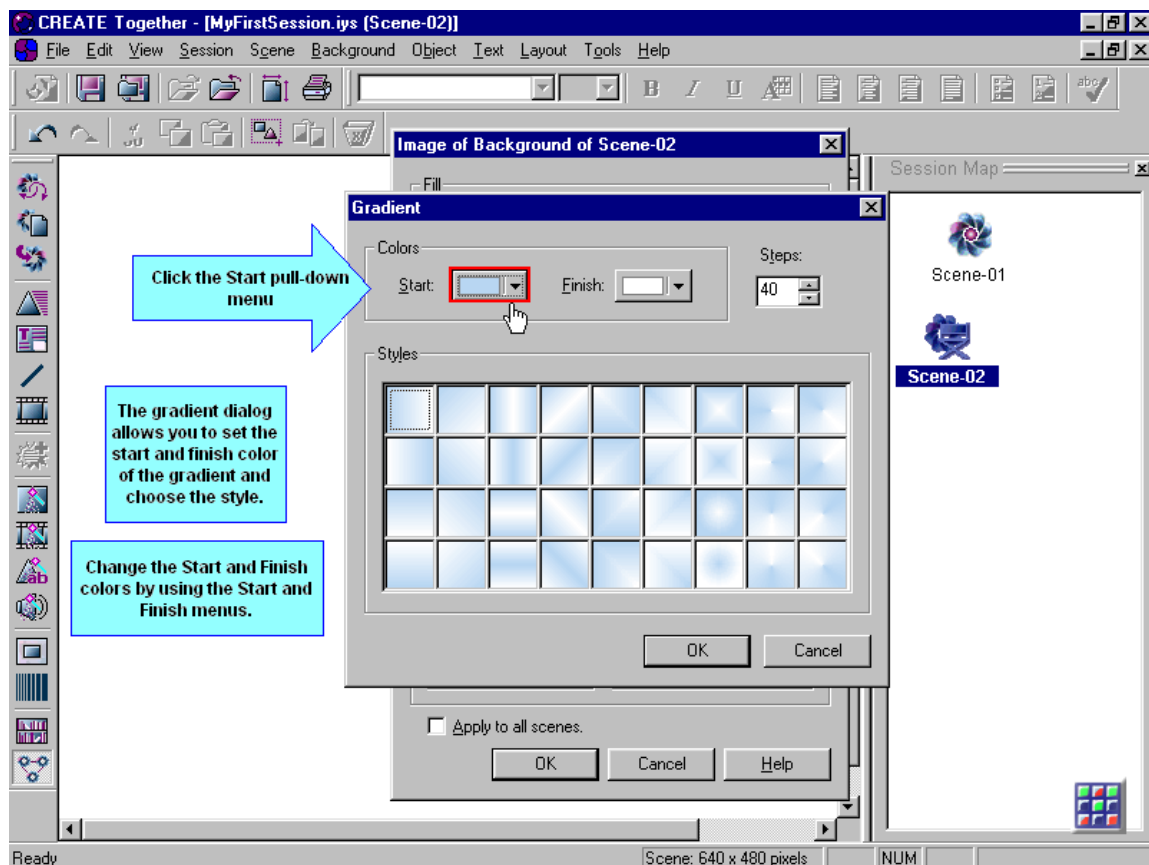 CREATE Together - [MyFirstSession.iys (Scene-02)]
File Edit View Session Scene Background Object Text Layout Tools Help
B I U A
abc
Image of Background of Scene-02
Fill
Session Map
Gradient
Colors
Start:
Finish:
Steps:
40
Click the Start pull-down
menu
Scene-01
Scene-02
Styles
The gradient dialog
allows you to set the
start and finish color
of the gradient and
choose the style.
Change the Start and Finish
colors by using the Start and
Finish menus.
ab
OK Cancel
Apply to all scenes.
OK Cancel Help
Ready
Scene: 640 x 480 pixels
NUM